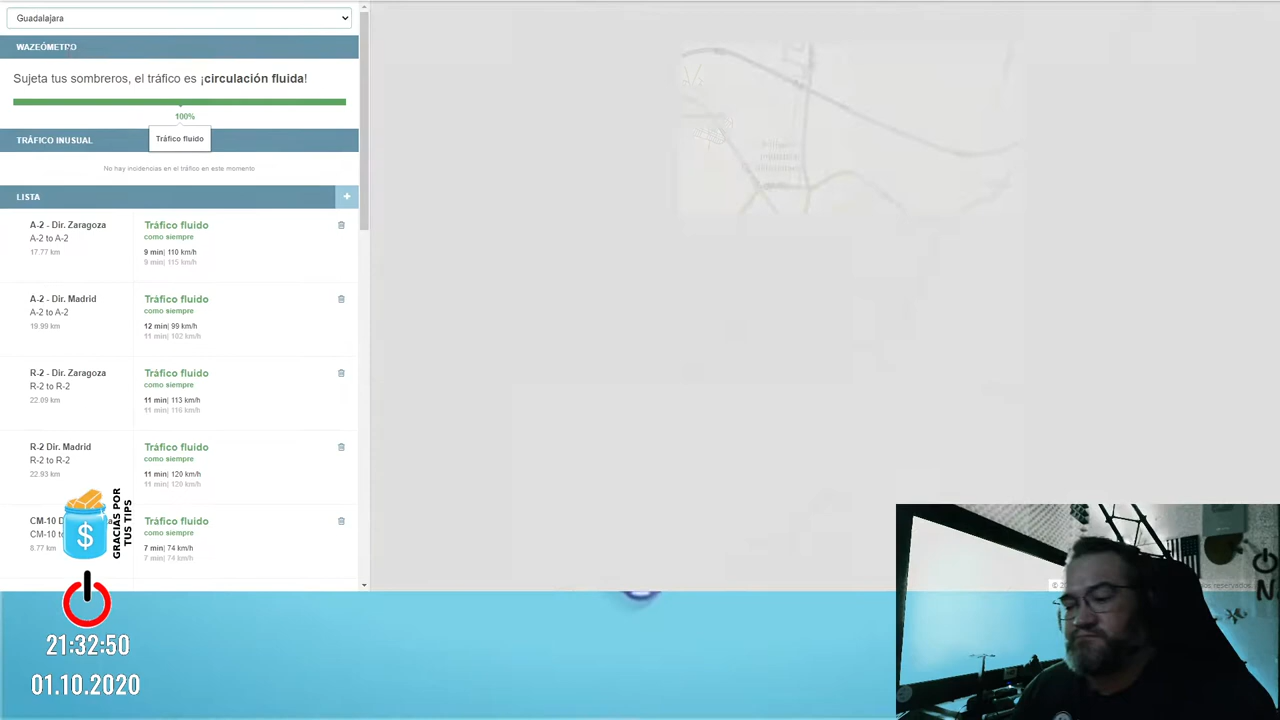 Guadalajara
WAZEÓMETRO
Sujeta tus sombreros, el tráfico es ¡circulación fluida!
100%
Tráfico fluido
TRÁFICO INUSUAL
No hay incidencias en el tráfico en este momento
LISTA
+
A-2 - Dir. Zaragoza
A-2 to A-2
17.77 km
Tráfico fluido
como siempre
9 min| 110 km/h
9 min| 115 km/h
A-2 - Dir. Madrid
A-2 to A-2
19.99 km
Tráfico fluido
como siempre
12 min| 99 km/h
11 min| 102 km/h
R-2 - Dir. Zaragoza
R-2 to R-2
22.09 km
Tráfico fluido
como siempre
11 min| 113 km/h
11 min| 116 km/h
R-2 Dir. Madrid
R-2 to R-2
22.93 km
Tráfico fluido
como siempre
11 min| 120 km/h
11 min| 120 km/h
CM-10
CM-10 to
8.77 km
Tráfico fluido
como siempre
7 min| 74 km/h
7 min| 74 km/h
$
GRACIAS POR
TUS TIPS
21:32:50
01.10.2020